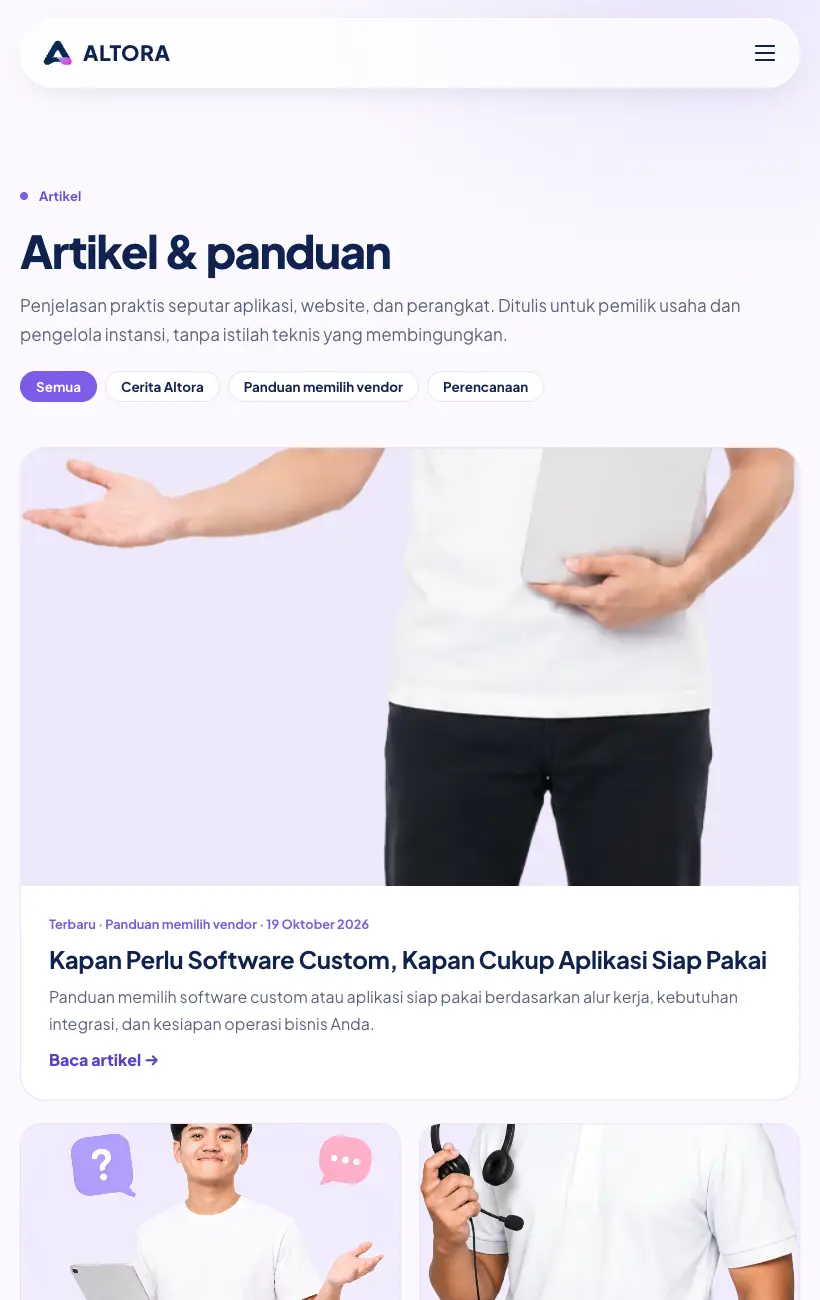 ALTORA
Artikel
Artikel & panduan
Penjelasan praktis seputar aplikasi, website, dan perangkat. Ditulis untuk pemilik usaha dan
pengelola instansi, tanpa istilah teknis yang membingungkan.
Semua
Cerita Altora
Panduan memilih vendor
Perencanaan
Terbaru · Panduan memilih vendor · 19 Oktober 2026
Kapan Perlu Software Custom, Kapan Cukup Aplikasi Siap Pakai
Panduan memilih software custom atau aplikasi siap pakai berdasarkan alur kerja, kebutuhan
integrasi, dan kesiapan operasi bisnis Anda.
Baca artikel →
?